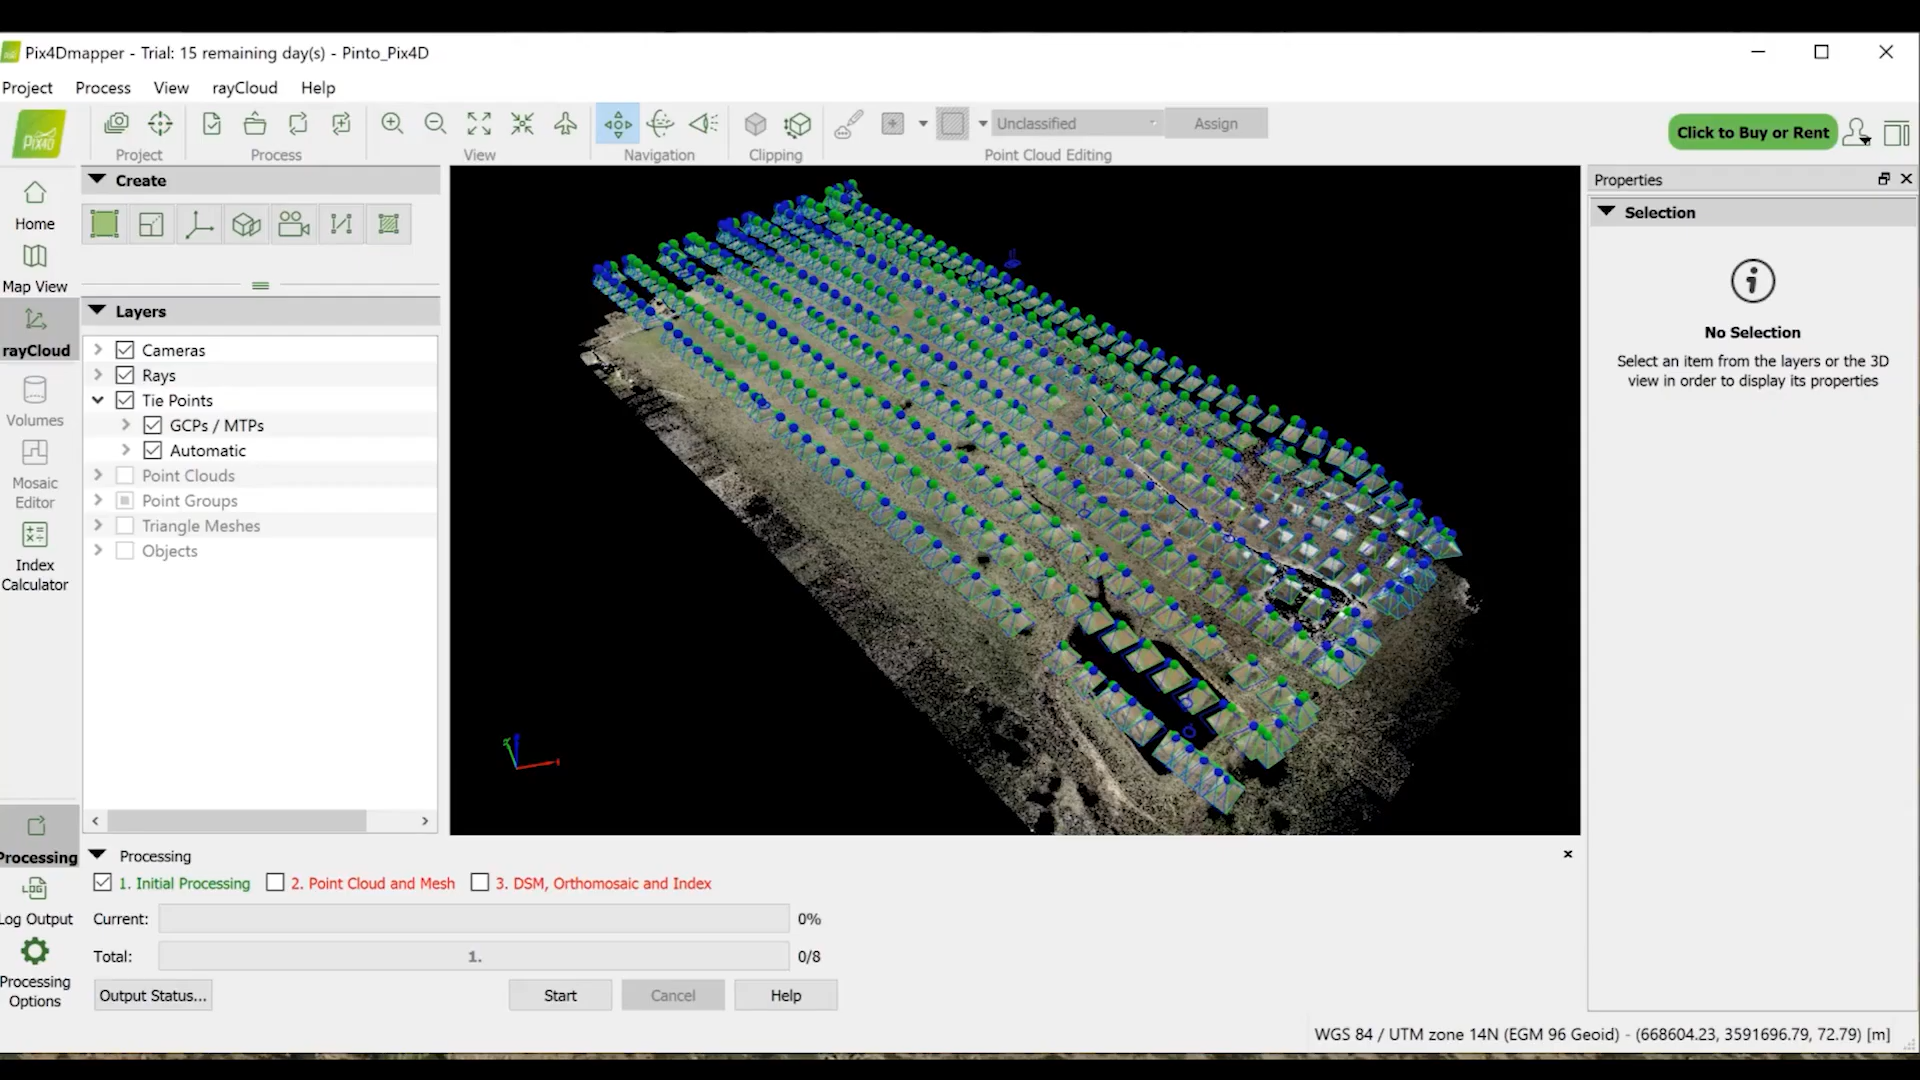 Pix4Dmapper - Trial: 15 remaining day(s) - Pinto_Pix4D
Project Process View rayCloud Help
PIX4D
Project Process View Navigation Clipping Point Cloud Editing
Unclassified
Assign
Click to Buy or Rent
Home
Map View
rayCloud
Volumes
Mosaic
Editor
Index
Calculator
Create
Layers
Cameras
Rays
Tie Points
GCPs / MTPs
Automatic
Point Clouds
Point Groups
Triangle Meshes
Objects
Properties
Selection
No Selection
Select an item from the layers or the 3D
view in order to display its properties
Processing
Log Output
Processing
Options
Processing
1. Initial Processing 2. Point Cloud and Mesh 3. DSM, Orthomosaic and Index
Current: 0%
Total: 1. 0/8
Output Status... Start Cancel Help
WGS 84 / UTM zone 14N (EGM 96 Geoid) - (668604.23, 3591696.79, 72.79) [m]